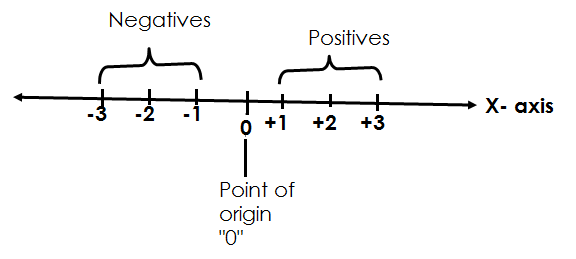 Negatives
Positives
X- axis
-3 -2 -1 0 +1 +2 +3
Point of
origin
"0"